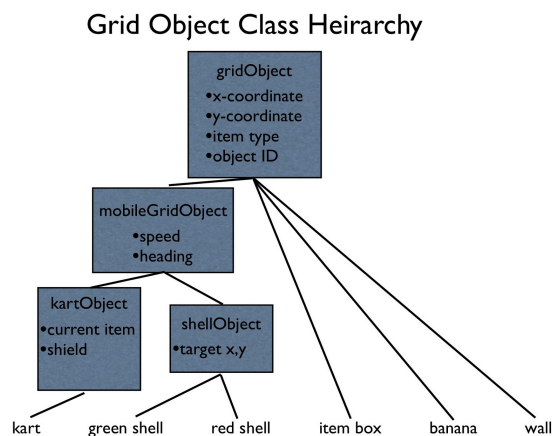 Grid Object Class Heirarchy
gridObject
•x-coordinate
•y-coordinate
•item type
•object ID
mobileGridObject
•speed
•heading
kartObject
•current item
•shield
shellObject
•target x,y
kart green shell red shell item box banana wall